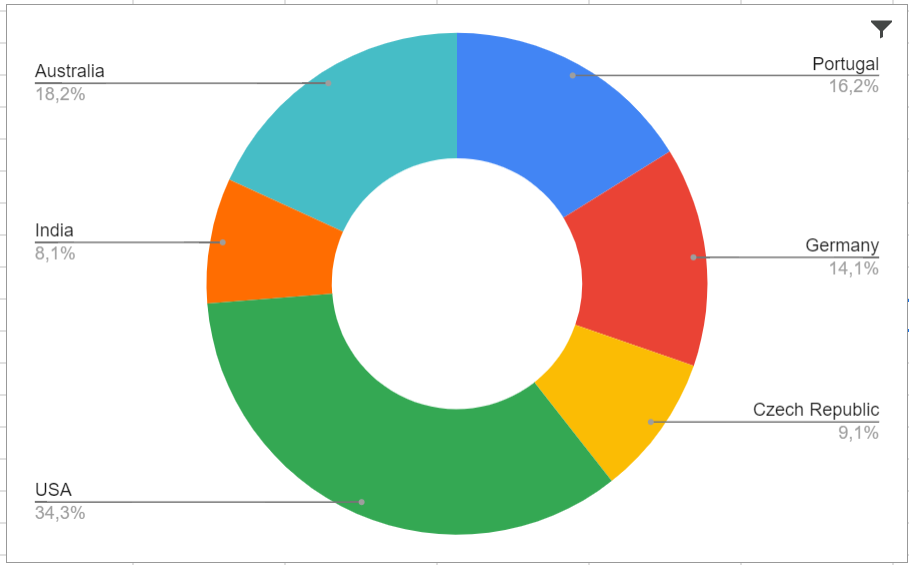 Portugal
16,2%
Australia
18,2%
India
8,1%
Germany
14,1%
Czech Republic
9,1%
USA
34,3%